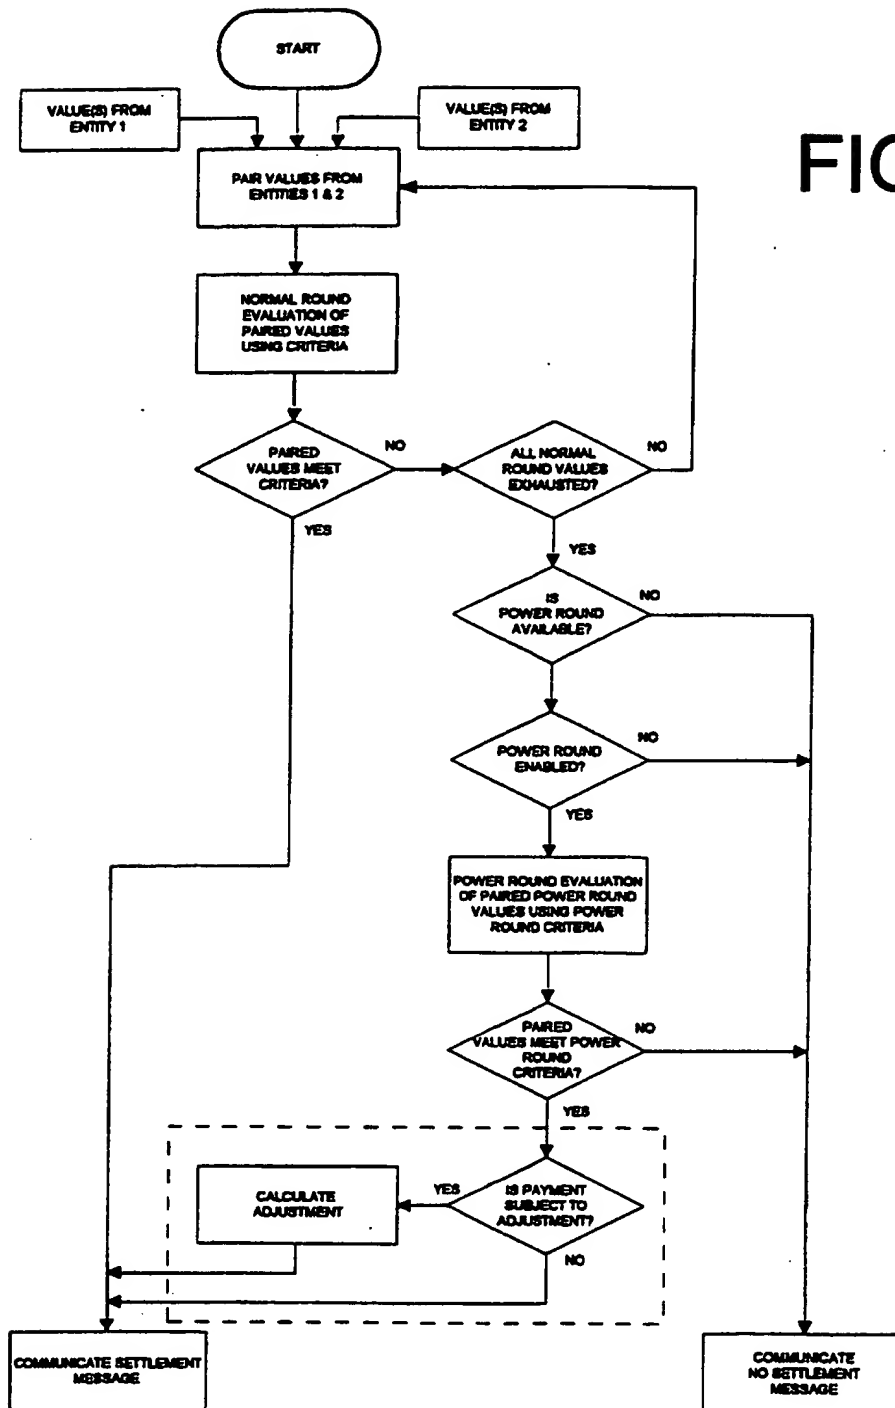 START
VALUE(S) FROM
ENTITY 1
VALUE(S) FROM
ENTITY 2
FIG
PAIR VALUES FROM
ENTITIES 1 & 2
NORMAL ROUND
EVALUATION OF
PAIRED VALUES
USING CRITERIA
PAIRED
VALUES MEET
CRITERIA?
NO
YES
ALL NORMAL
ROUND VALUES
EXHAUSTED?
NO
YES
IS
POWER ROUND
AVAILABLE?
NO
POWER ROUND
ENABLED?
NO
YES
POWER ROUND EVALUATION
OF PAIRED POWER ROUND
VALUES USING POWER
ROUND CRITERIA
PAIRED
VALUES MEET POWER
ROUND
CRITERIA?
NO
YES
IS PAYMENT
SUBJECT TO
ADJUSTMENT?
YES
NO
CALCULATE
ADJUSTMENT
COMMUNICATE SETTLEMENT
MESSAGE
COMMUNICATE
NO SETTLEMENT
MESSAGE